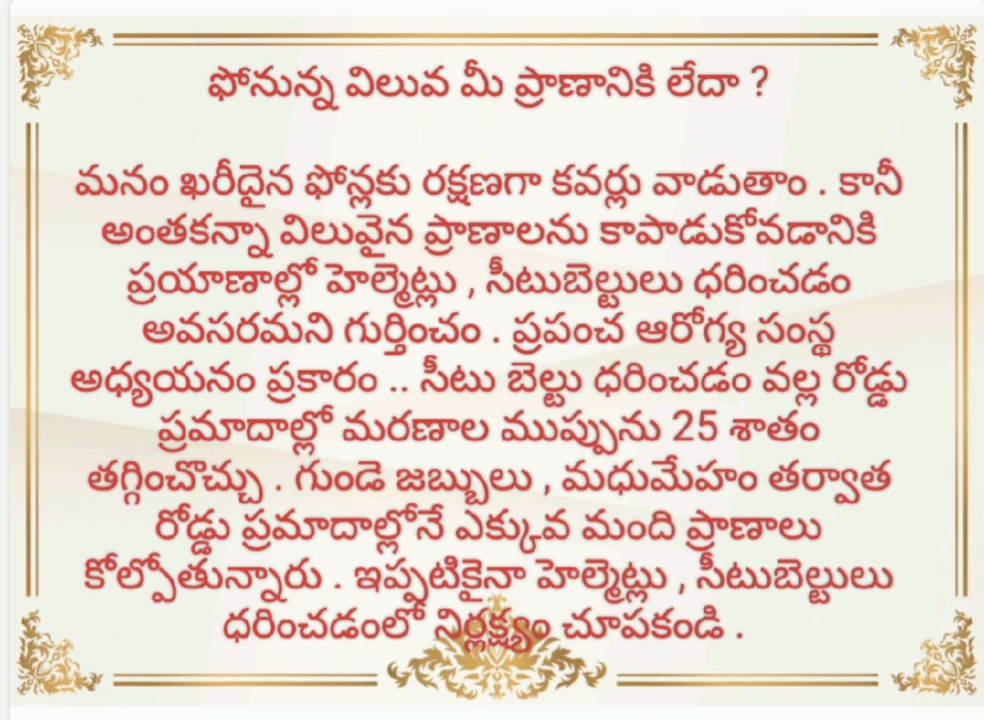 ఫోనున్న విలువ మీ ప్రాణానికి లేదా ?
మనం ఖరీదైన ఫోన్లకు రక్షణగా కవర్లు వాడుతాం . కానీ
అంతకన్నా విలువైన ప్రాణాలను కాపాడుకోవడానికి
ప్రయాణాల్లో హెల్మెట్లు , సీటుబెల్టులు ధరించడం
అవసరమని గుర్తించం . ప్రపంచ ఆరోగ్య సంస్థ
అధ్యయనం ప్రకారం .. సీటు బెల్టు ధరించడం వల్ల రోడ్డు
ప్రమాదాల్లో మరణాల ముప్పును 25 శాతం
తగ్గించొచ్చు . గుండె జబ్బులు , మధుమేహం తర్వాత
రోడ్డు ప్రమాదాల్లోనే ఎక్కువ మంది ప్రాణాలు
కోల్పోతున్నారు . ఇప్పటికైనా హెల్మెట్లు , సీటుబెల్టులు
ధరించడంలో నిర్లక్ష్యం చూపకండి .